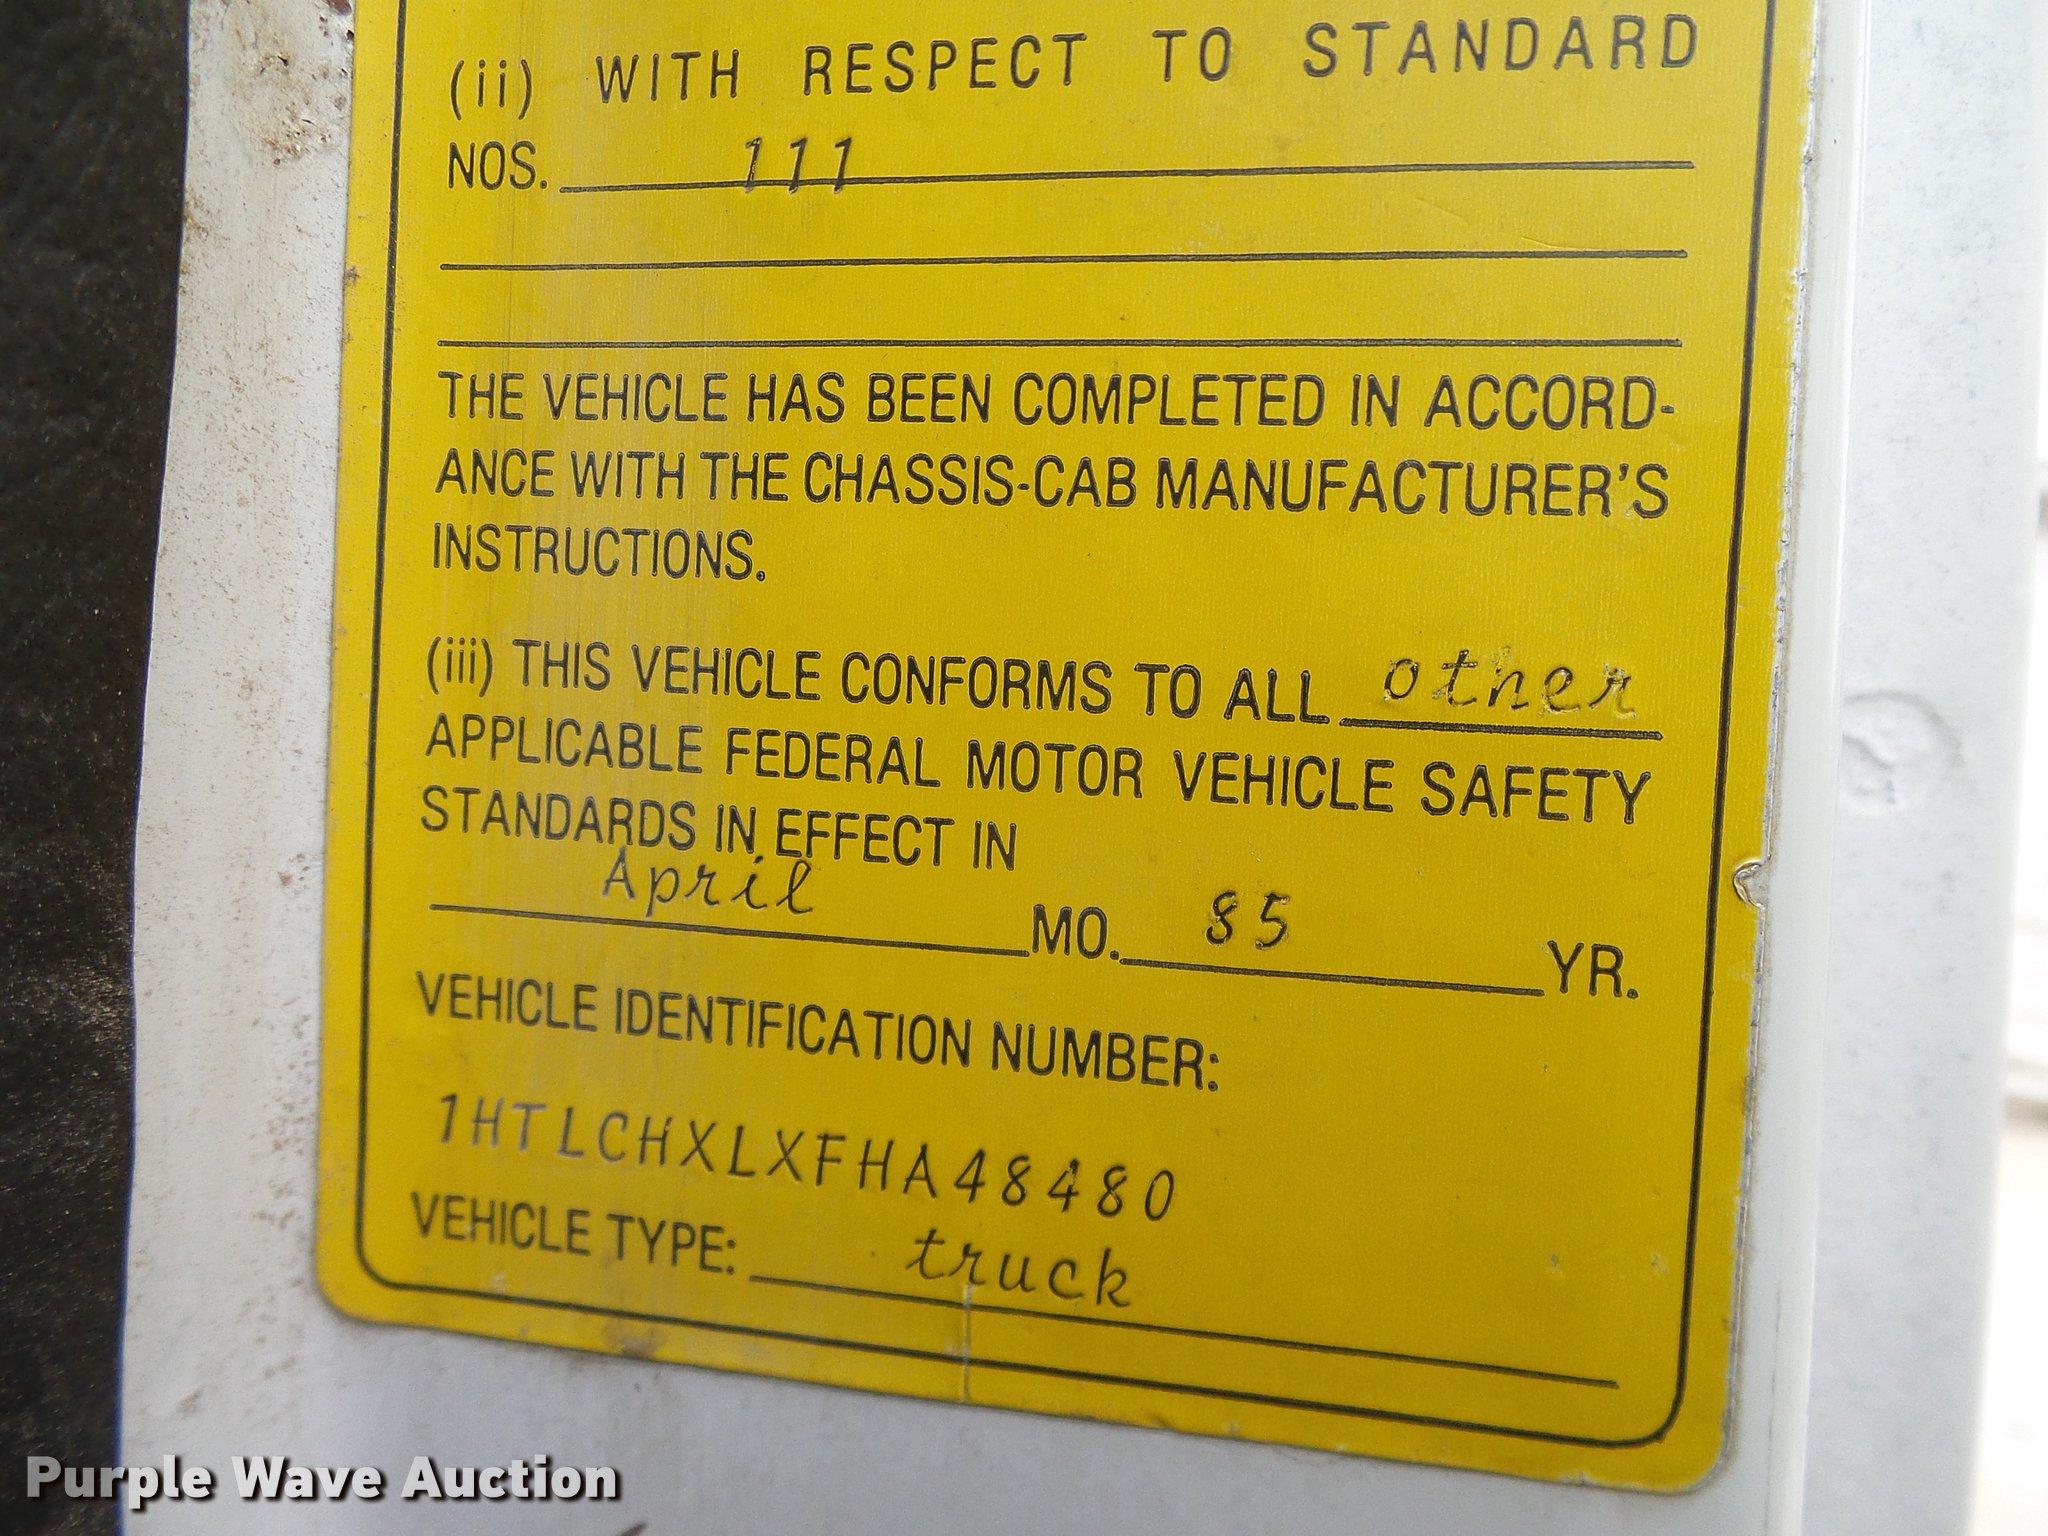 (ii) WITH RESPECT TO STANDARD
NOS. 111
THE VEHICLE HAS BEEN COMPLETED IN ACCORD-
ANCE WITH THE CHASSIS-CAB MANUFACTURER'S
INSTRUCTIONS.
(iii) THIS VEHICLE CONFORMS TO ALL other
APPLICABLE FEDERAL MOTOR VEHICLE SAFETY
STANDARDS IN EFFECT IN
April MO. 85 YR.
VEHICLE IDENTIFICATION NUMBER:
1HTLCHXLXFHA48480
VEHICLE TYPE: truck
Purple Wave Auction